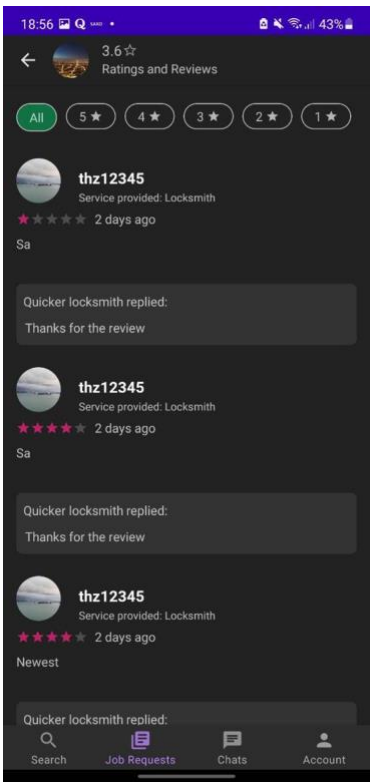 18:56
43%
3.6☆
Ratings and Reviews
All 5★ 4★ 3★ 2★ 1★
thz12345
Service provided: Locksmith
2 days ago
Sa
Quicker locksmith replied:
Thanks for the review
thz12345
Service provided: Locksmith
2 days ago
Sa
Quicker locksmith replied:
Thanks for the review
thz12345
Service provided: Locksmith
2 days ago
Newest
Quicker locksmith replied:
Search Job Requests Chats Account